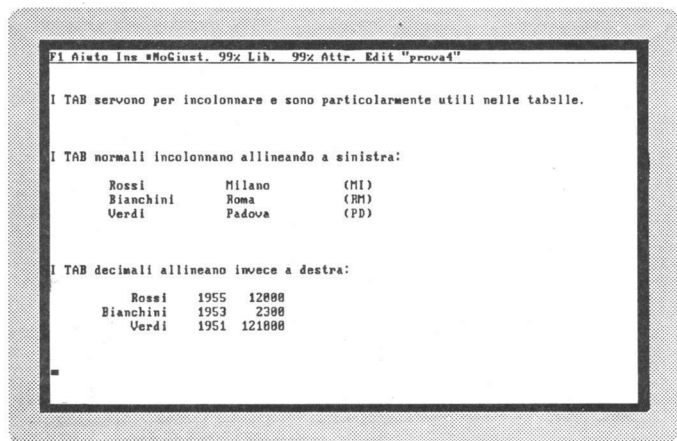 F1 Aiuto Ins *NoGiust. 99% Lib. 99% Attr. Edit "prova4"
I TAB servono per incolonnare e sono particolarmente utili nelle tabelle.
I TAB normali incolonnano allineando a sinistra:
Rossi Milano (MI)
Bianchini Roma (RM)
Verdi Padova (PD)
I TAB decimali allineano invece a destra:
Rossi 1955 12000
Bianchini 1953 2300
Verdi 1951 121000